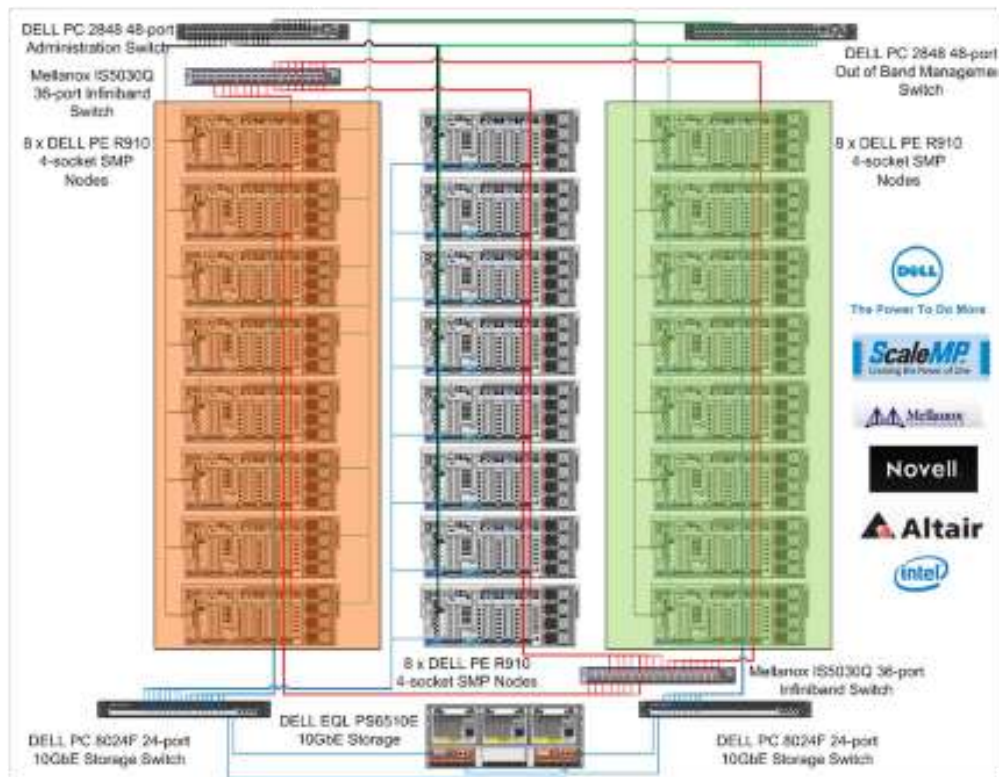 DELL PC 2848 48-port
Administration Switch
Mellanox IS5030Q
36-port Infiniband
Switch
8 x DELL PE R910
4-socket SMP
Nodes
DELL PC 2848 48-port
Out of Band Manageme
Switch
8 x DELL PE R910
4-socket SMP
Nodes
DELL
The Power To Do More
ScaleMP
Mellanox
Novell
Altair
intel
8 x DELL PE R910
4-socket SMP Nodes
Mellanox IS5030Q 36-port
Infiniband Switch
DELL EQL PS6510E
10GbE Storage
DELL PC 8024F 24-port
10GbE Storage Switch
DELL PC 8024F 24-port
10GbE Storage Switch